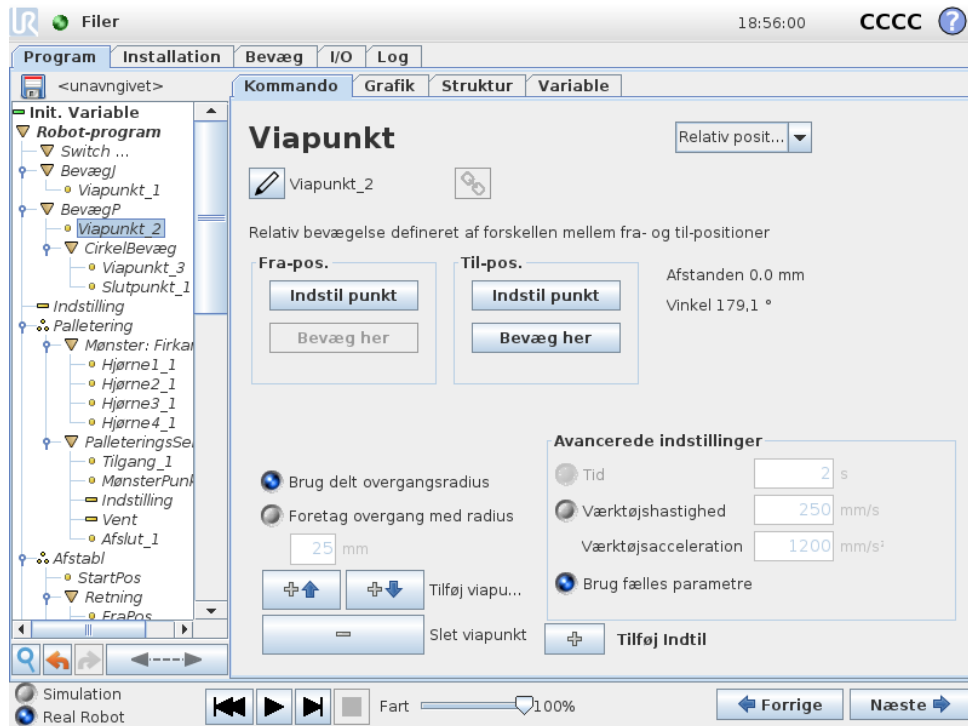 UR Filer 18:56:00 CCCC ?
Program Installation Bevæg I/O Log
<unavngivet>
Kommando Grafik Struktur Variable
Init. Variable
Robot-program
Switch ...
BevægJ
Viapunkt_1
BevægP
Viapunkt_2
CirkelBevæg
Viapunkt_3
Slutpunkt_1
Indstilling
Palletering
Mønster: Firkar
Hjørne1_1
Hjørne2_1
Hjørne3_1
Hjørne4_1
PalleteringsSe
Tilgang_1
MønsterPunk
Indstilling
Vent
Afslut_1
Afstabl
StartPos
Retning
FraPos
Viapunkt
Relativ posit...
Viapunkt_2
Relativ bevægelse defineret af forskellen mellem fra- og til-positioner
Fra-pos.
Indstil punkt
Bevæg her
Til-pos.
Indstil punkt
Bevæg her
Afstanden 0.0 mm
Vinkel 179,1 °
Brug delt overgangsradius
Foretag overgang med radius
25 mm
Tilføj viapu...
Slet viapunkt
Avancerede indstillinger
Tid 2 s
Værktøjshastighed 250 mm/s
Værktøjsacceleration 1200 mm/s²
Brug fælles parametre
Tilføj Indtil
Simulation
Real Robot
Fart 100%
Forrige
Næste